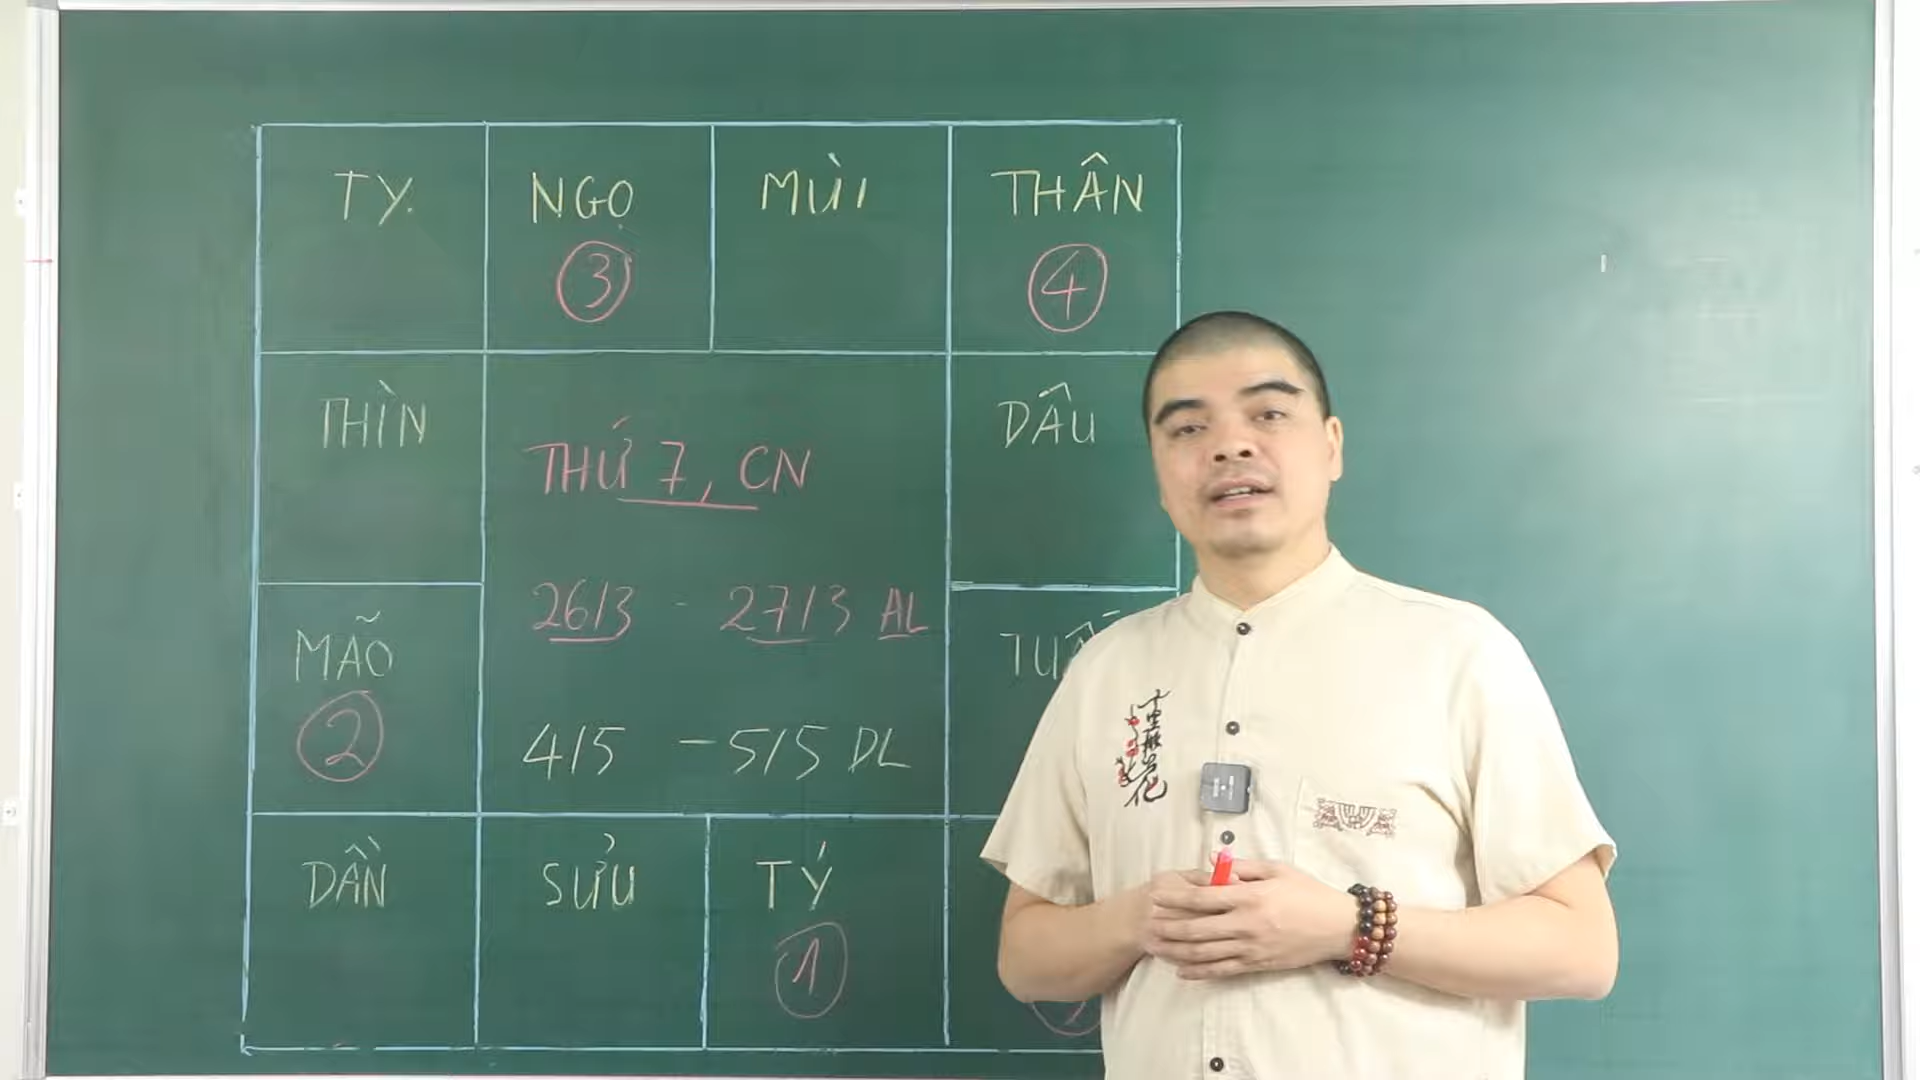 TỴ
NGỌ
MÙI
THÂN
3
4
THÌN
DẬU
THỨ 7, CN
26/3 - 27/3 AL
MÃO
2
4/5 - 5/5 DL
DẦN
SỬU
TÝ
1